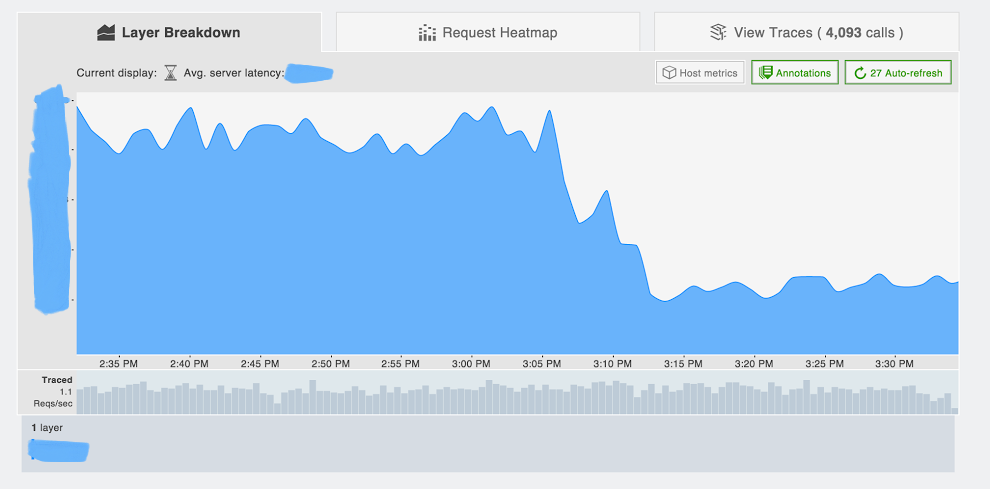 Layer Breakdown
Request Heatmap
View Traces ( 4,093 calls )
Current display: Avg. server latency:
Host metrics
Annotations
27 Auto-refresh
2:35 PM 2:40 PM 2:45 PM 2:50 PM 2:55 PM 3:00 PM 3:05 PM 3:10 PM 3:15 PM 3:20 PM 3:25 PM 3:30 PM
Traced
1.1
Reqs/sec
1 layer